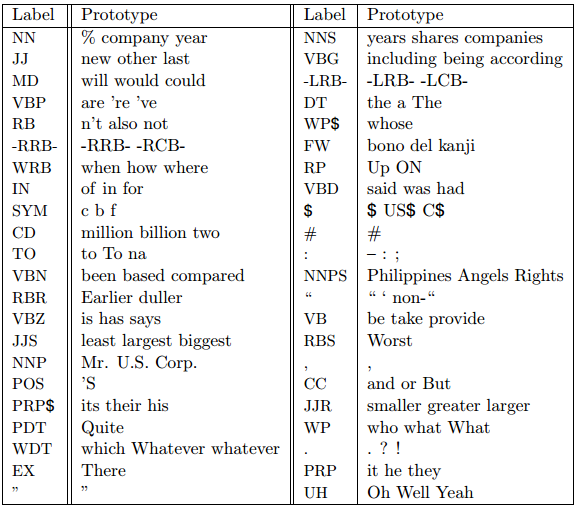 Label Prototype Label Prototype
NN % company year NNS years shares companies
JJ new other last VBG including being according
MD will would could -LRB- -LRB- -LCB-
VBP are 're 've DT the a The
RB n't also not WP$ whose
-RRB- -RRB- -RCB- FW bono del kanji
WRB when how where RP Up ON
IN of in for VBD said was had
SYM c b f $ $ US$ C$
CD million billion two # #
TO to To na : – : ;
VBN been based compared NNPS Philippines Angels Rights
RBR Earlier duller “ “ ‘ non-“
VBZ is has says VB be take provide
JJS least largest biggest RBS Worst
NNP Mr. U.S. Corp. , ,
POS 'S CC and or But
PRP$ its their his JJR smaller greater larger
PDT Quite WP who what What
WDT which Whatever whatever . . ? !
EX There PRP it he they
” ” UH Oh Well Yeah